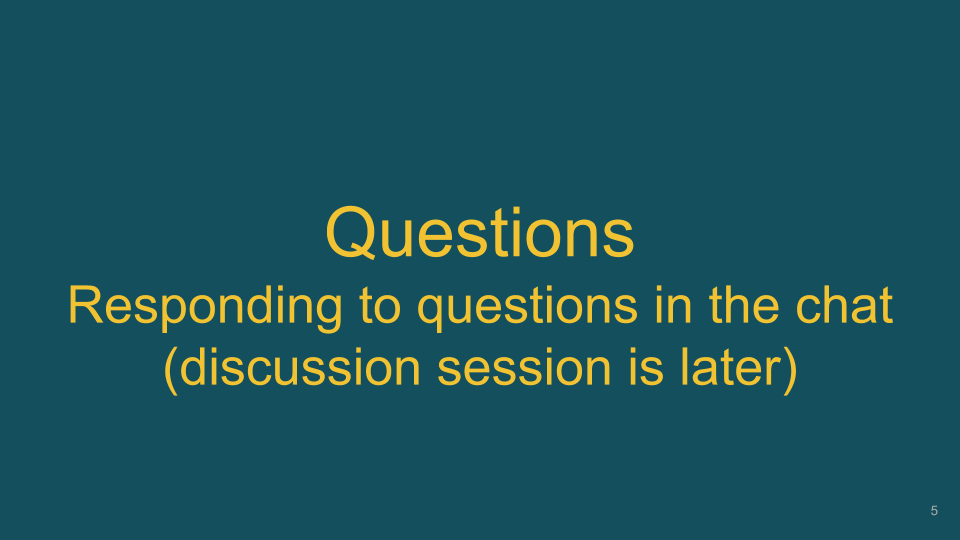 Questions
Responding to questions in the chat
(discussion session is later)
5